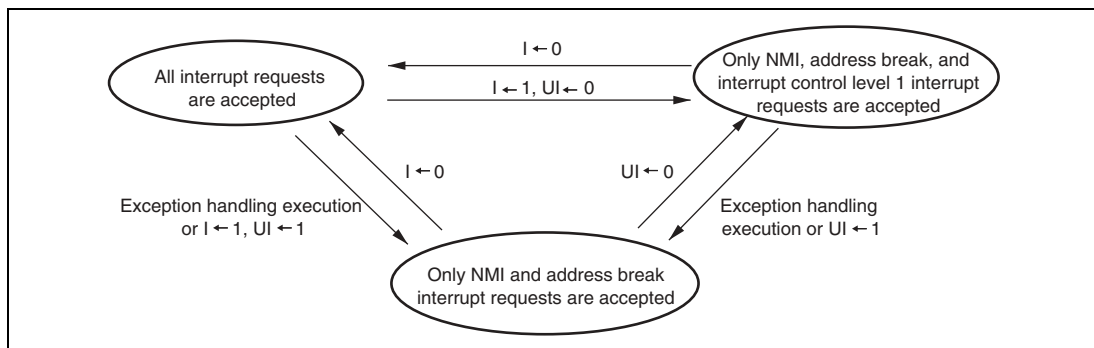 I ← 0
All interrupt requests
are accepted
Only NMI, address break, and
interrupt control level 1 interrupt
requests are accepted
I ← 1, UI ← 0
I ← 0
UI ← 0
Exception handling execution
or I ← 1, UI ← 1
Exception handling
execution or UI ← 1
Only NMI and address break
interrupt requests are accepted